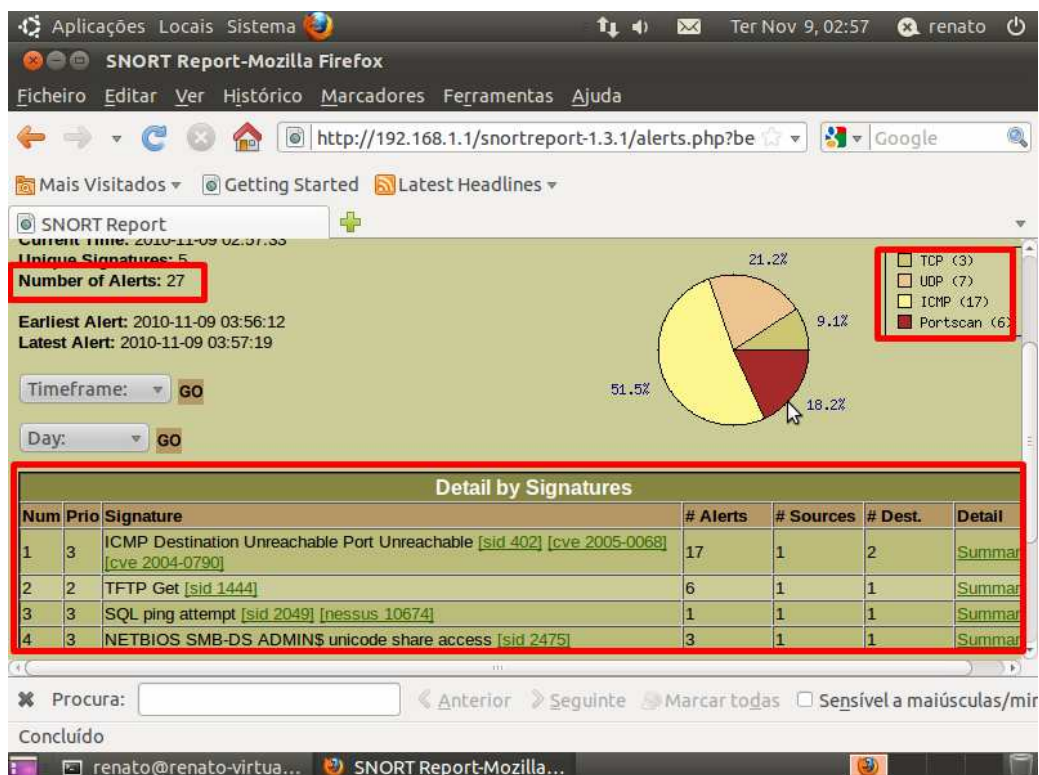 Aplicações Locais Sistema
Ter Nov 9, 02:57
renato
SNORT Report-Mozilla Firefox
Ficheiro Editar Ver Histórico Marcadores Ferramentas Ajuda
http://192.168.1.1/snortreport-1.3.1/alerts.php?be
Google
Mais Visitados
Getting Started
Latest Headlines
SNORT Report
Current Time: 2010-11-09 02:57:33
Unique Signatures: 5
Number of Alerts: 27
Earliest Alert: 2010-11-09 03:56:12
Latest Alert: 2010-11-09 03:57:19
Timeframe: GO
Day: GO
21.2%
9.1%
51.5%
18.2%
TCP (3)
UDP (7)
ICMP (17)
Portscan (6)
Detail by Signatures
Num Prio Signature # Alerts # Sources # Dest. Detail
1 3 ICMP Destination Unreachable Port Unreachable [sid 402] [cve 2005-0068] [cve 2004-0790] 17 1 2 Summar
2 2 TFTP Get [sid 1444] 6 1 1 Summar
3 3 SQL ping attempt [sid 2049] [nessus 10674] 1 1 1 Summar
4 3 NETBIOS SMB-DS ADMIN$ unicode share access [sid 2475] 3 1 1 Summar
Procura: Anterior Seguinte Marcar todas Sensível a maiúsculas/mir
Concluído
renato@renato-virtua...
SNORT Report-Mozilla...